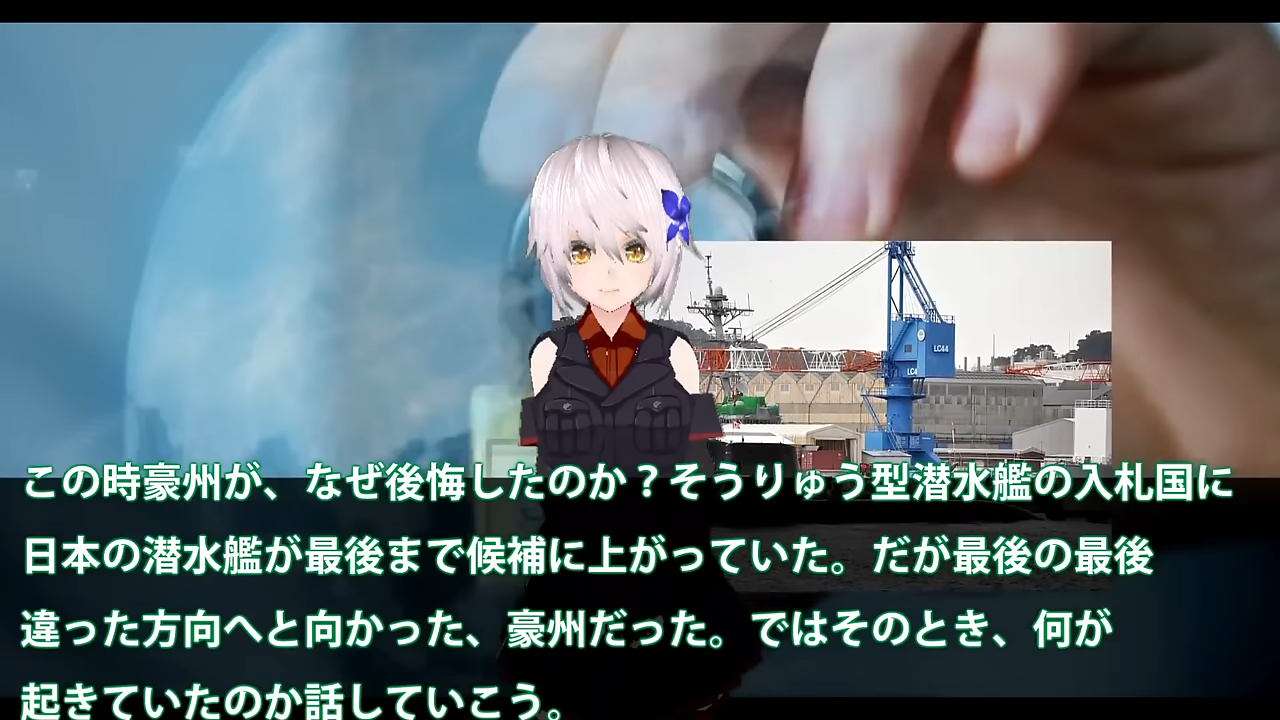 LC44
LC4
この時豪州が、なぜ後悔したのか？そうりゅう型潜水艦の入札国に
日本の潜水艦が最後まで候補に上がっていた。だが最後の最後
違った方向へと向かった、豪州だった。ではそのとき、何が
起きていたのか話していこう。